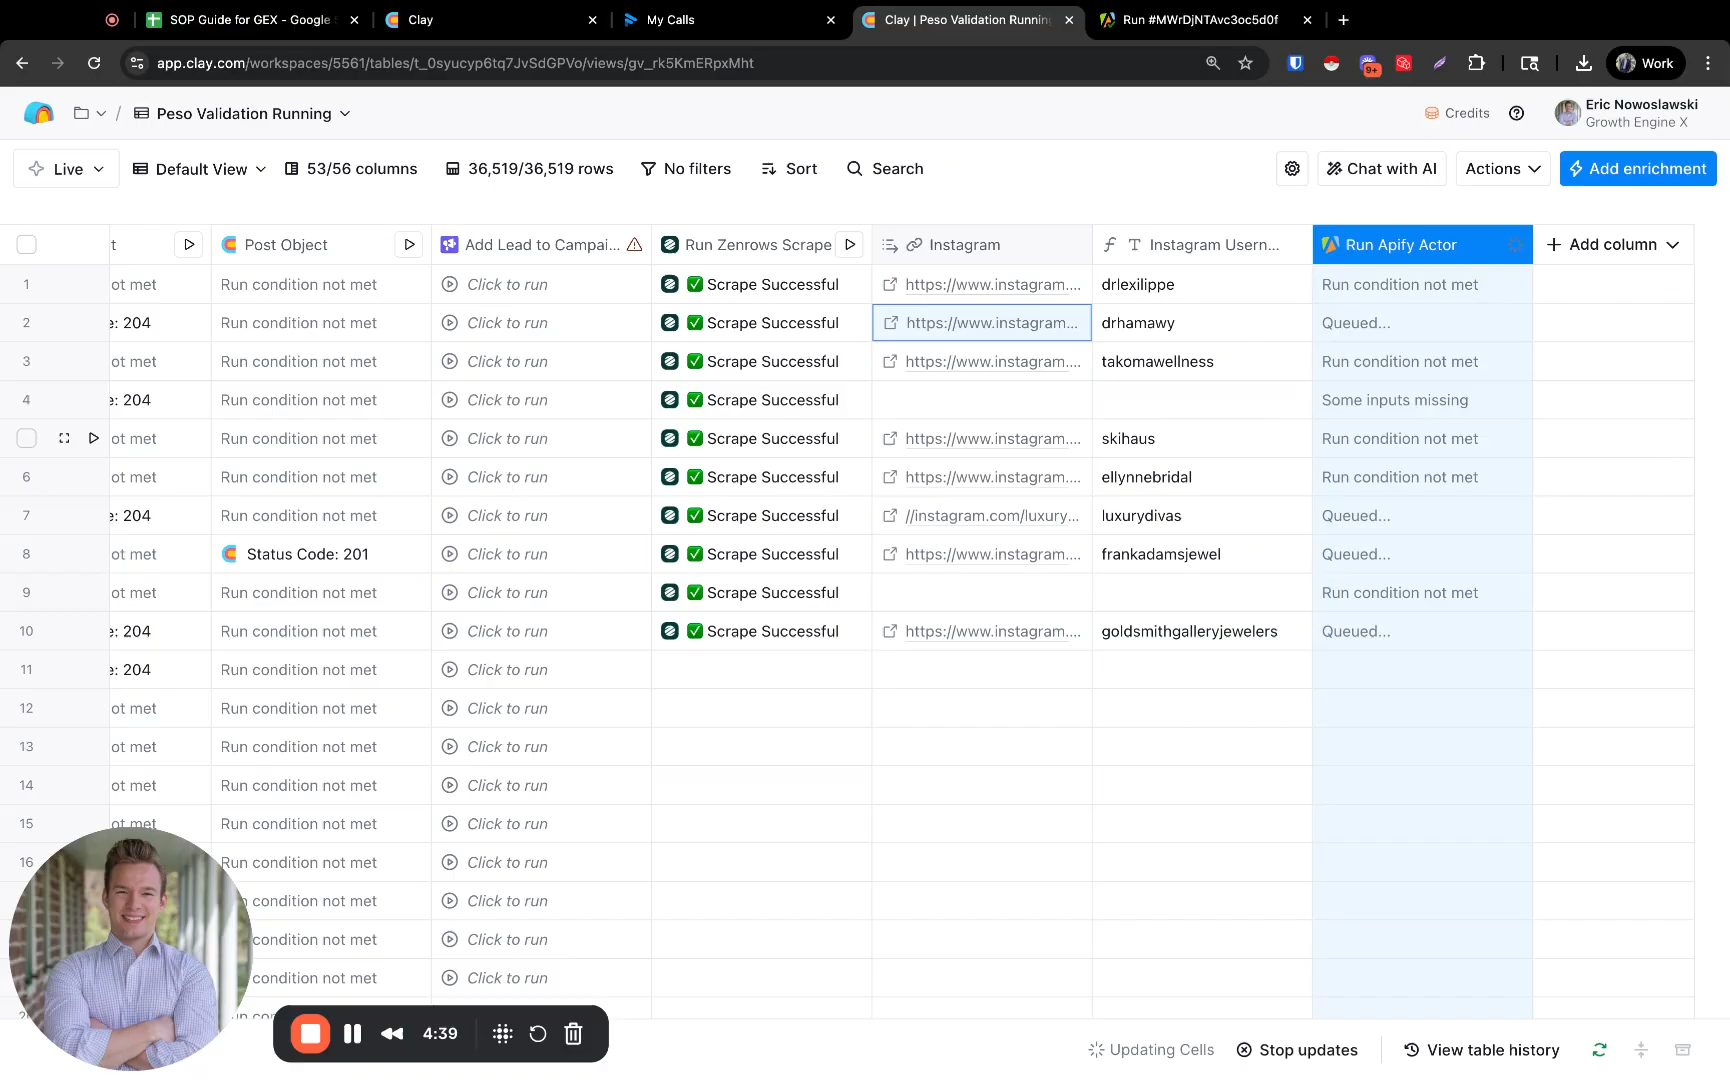 SOP Guide for GEX - Google S
Clay
My Calls
Clay | Peso Validation Running
Run #MWrDjNTAvc3oc5d0f
app.clay.com/workspaces/5561/tables/t_0syucyp6tq7JvSdGPVo/views/gv_rk5KmERpxMht
9+
Work
/ Peso Validation Running
Credits
Eric Nowoslawski
Growth Engine X
Live
Default View
53/56 columns
36,519/36,519 rows
No filters
Sort
Search
Chat with AI
Actions
Add enrichment
t Post Object Add Lead to Campai... Run Zenrows Scrape Instagram Instagram Usern... Run Apify Actor Add column
1 ot met Run condition not met Click to run ✅ Scrape Successful https://www.instagram.... drlexilippe Run condition not met
2 e: 204 Run condition not met Click to run ✅ Scrape Successful https://www.instagram... drhamawy Queued...
3 ot met Run condition not met Click to run ✅ Scrape Successful https://www.instagram.... takomawellness Run condition not met
4 e: 204 Run condition not met Click to run ✅ Scrape Successful Some inputs missing
ot met Run condition not met Click to run ✅ Scrape Successful https://www.instagram.... skihaus Run condition not met
6 ot met Run condition not met Click to run ✅ Scrape Successful https://www.instagram.... ellynnebridal Run condition not met
7 e: 204 Run condition not met Click to run ✅ Scrape Successful //instagram.com/luxury... luxurydivas Queued...
8 ot met Status Code: 201 Click to run ✅ Scrape Successful https://www.instagram.... frankadamsjewel Queued...
9 ot met Run condition not met Click to run ✅ Scrape Successful Run condition not met
10 e: 204 Run condition not met Click to run ✅ Scrape Successful https://www.instagram.... goldsmithgalleryjewelers Queued...
11 e: 204 Run condition not met Click to run
12 ot met Run condition not met Click to run
13 ot met Run condition not met Click to run
14 ot met Run condition not met Click to run
15 ot met Run condition not met Click to run
16 n condition not met Click to run
n condition not met Click to run
condition not met Click to run
condition not met Click to run
4:39
Updating Cells
Stop updates
View table history